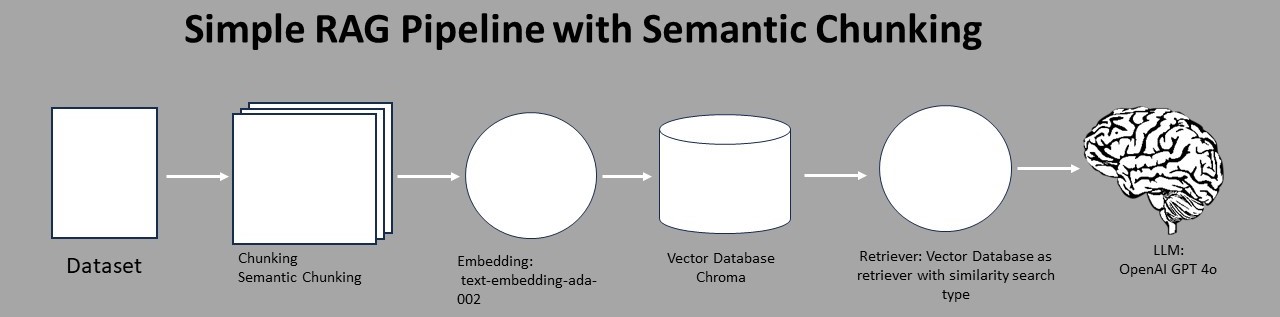 Simple RAG Pipeline with Semantic Chunking
Dataset
Chunking
Semantic Chunking
Embedding:
text-embedding-ada-
002
Vector Database
Chroma
Retriever: Vector Database as
retriever with similarity search
type
LLM:
OpenAI GPT 4o